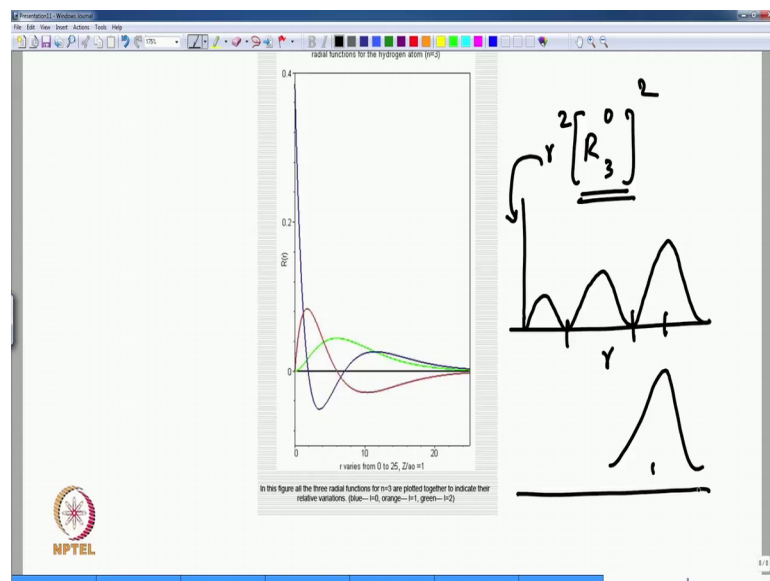 Presentation11 - Windows Journal
File Edit View Insert Actions Tools Help
175%
radial functions for the hydrogen atom (n=3)
0.4
0.2
R(r)
0
0 10 20
r varies from 0 to 25, Z/ao =1
In this figure all the three radial functions for n=3 are plotted together to indicate their
relative variations. (blue--- l=0, orange--- l=1, green--- l=2)
r² [R₃⁰]²
r
NPTEL